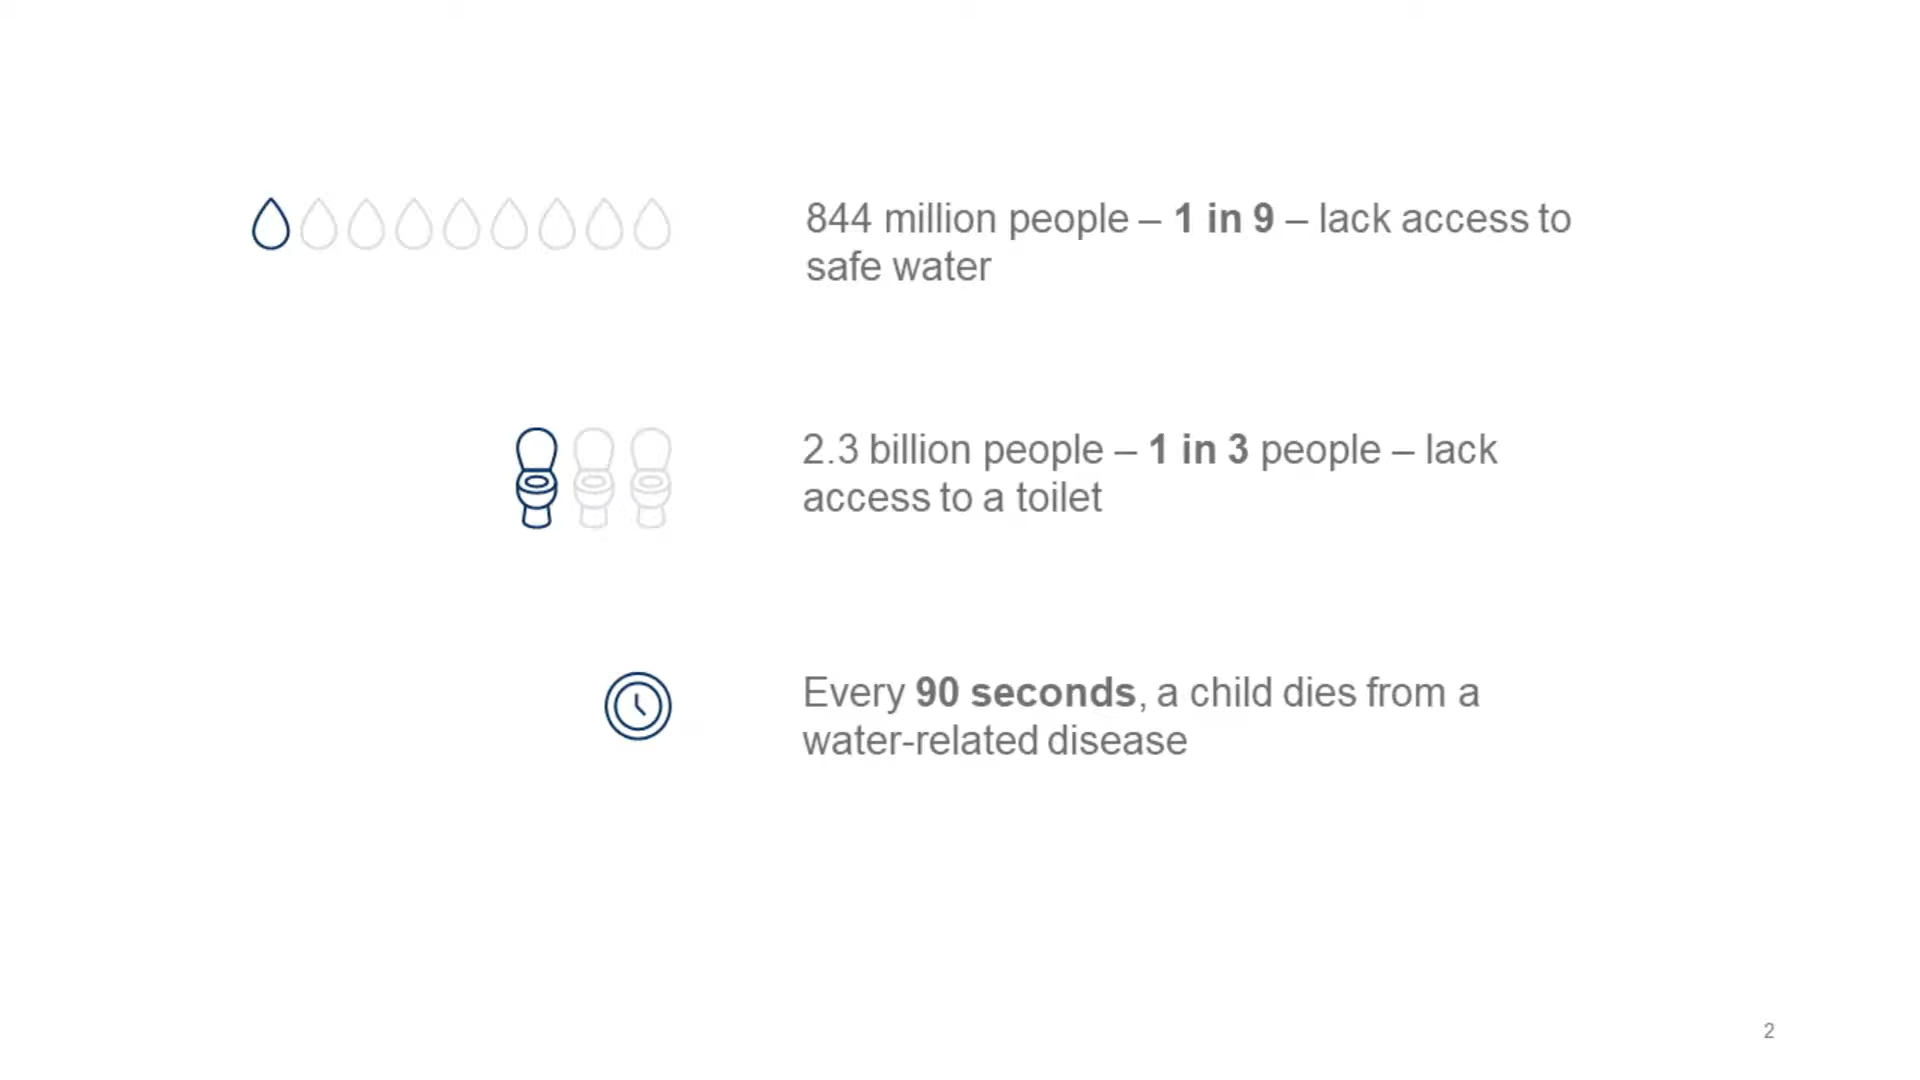 844 million people – 1 in 9 – lack access to
safe water
2.3 billion people – 1 in 3 people – lack
access to a toilet
Every 90 seconds, a child dies from a
water-related disease
2